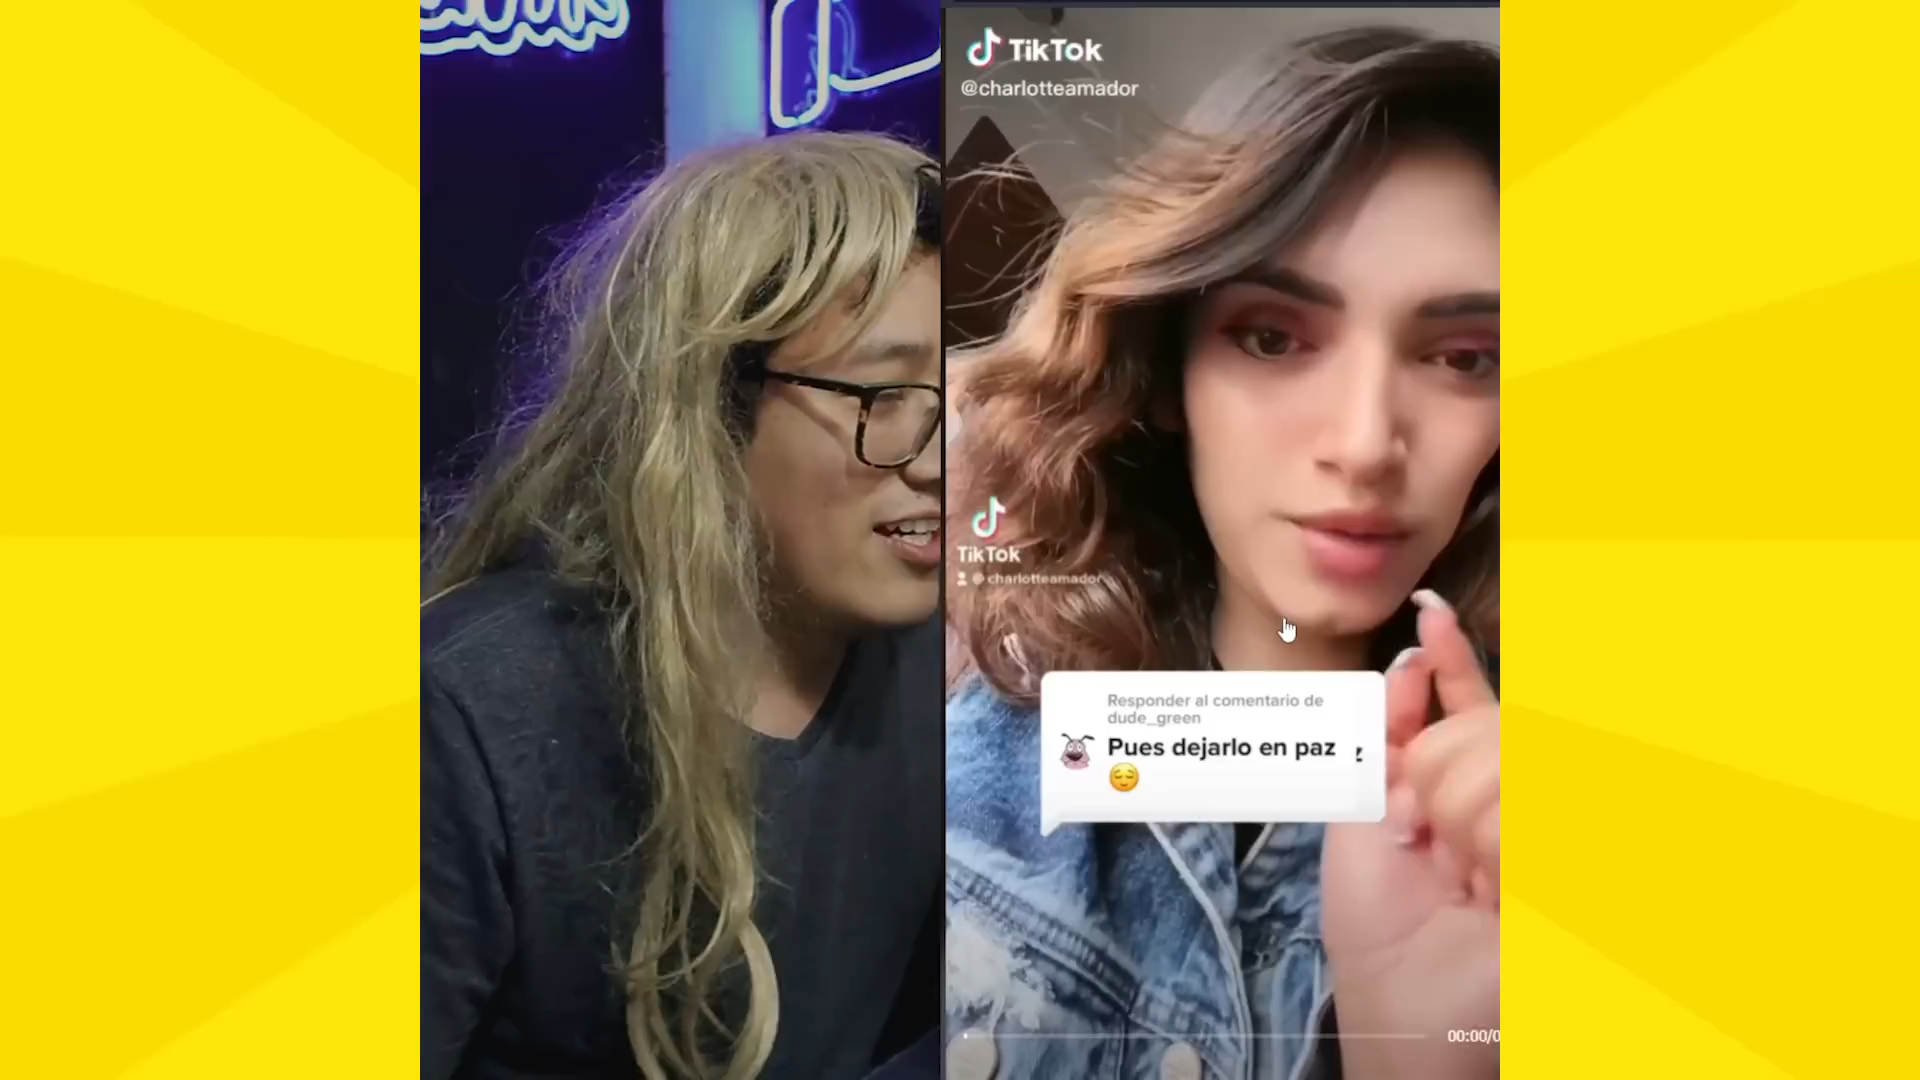 TikTok
@charlotteamador
TikTok
@charlotteamador
Responder al comentario de
dude_green
Pues dejarlo en paz
z
😌
00:00/0